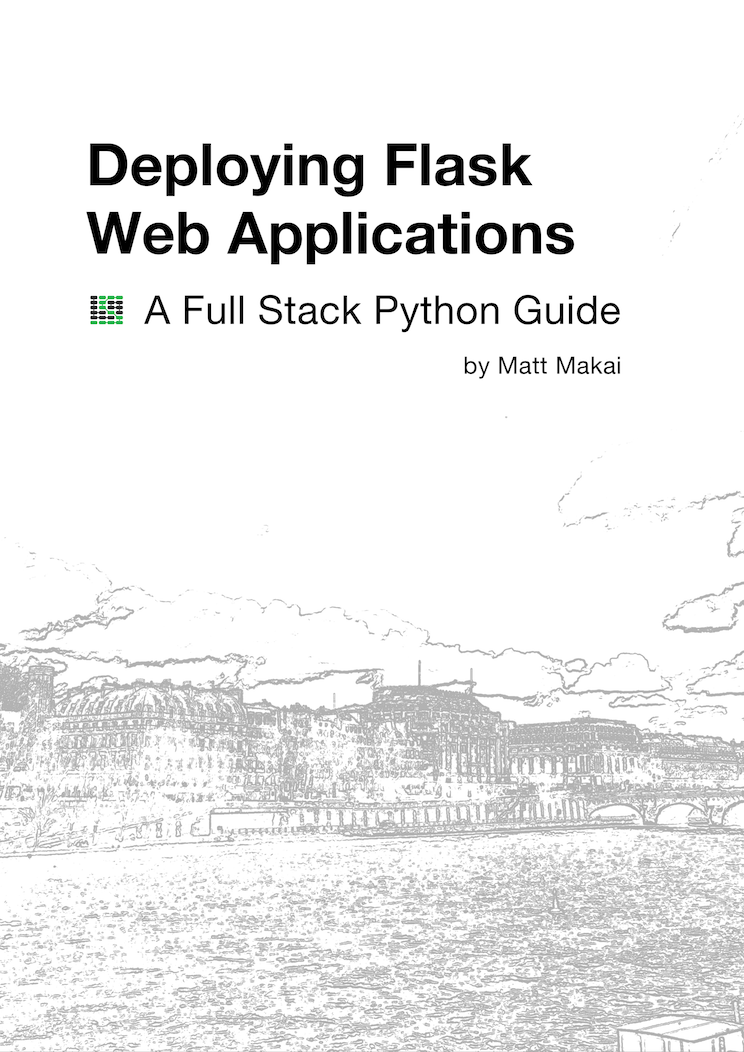 Deploying Flask
Web Applications
A Full Stack Python Guide
by Matt Makai